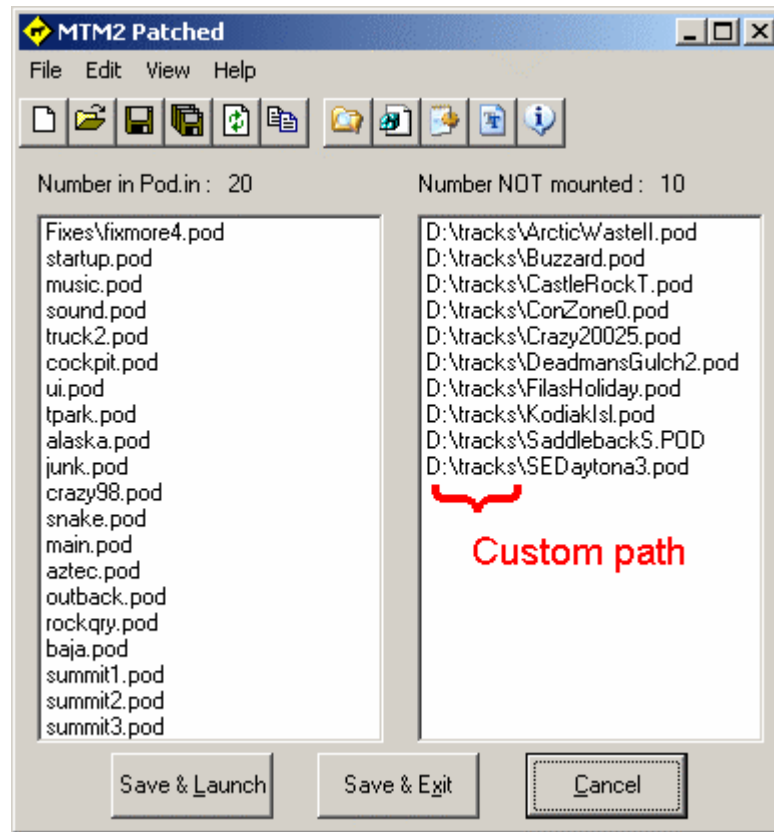 MTM2 Patched
File Edit View Help
Number in Pod.in : 20
Number NOT mounted : 10
Fixes\fixmore4.pod
startup.pod
music.pod
sound.pod
truck2.pod
cockpit.pod
ui.pod
tpark.pod
alaska.pod
junk.pod
crazy98.pod
snake.pod
main.pod
aztec.pod
outback.pod
rockqry.pod
baja.pod
summit1.pod
summit2.pod
summit3.pod
D:\tracks\ArcticWasteII.pod
D:\tracks\Buzzard.pod
D:\tracks\CastleRockT.pod
D:\tracks\ConZone0.pod
D:\tracks\Crazy20025.pod
D:\tracks\DeadmansGulch2.pod
D:\tracks\FilasHoliday.pod
D:\tracks\KodiakIsl.pod
D:\tracks\SaddlebackS.POD
D:\tracks\SEDaytona3.pod
Custom path
Save & Launch
Save & Exit
Cancel